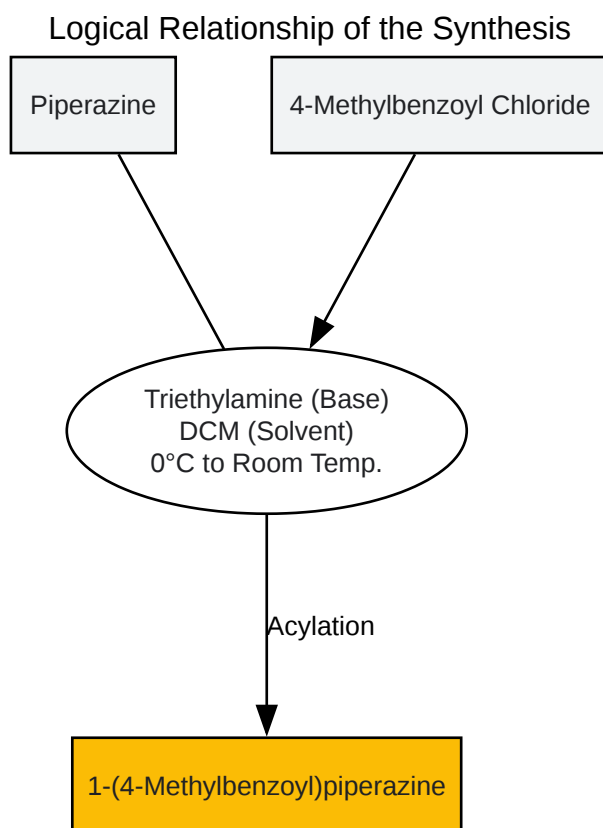 Logical Relationship of the Synthesis
Piperazine
4-Methylbenzoyl Chloride
Triethylamine (Base)
DCM (Solvent)
0°C to Room Temp.
Acylation
1-(4-Methylbenzoyl)piperazine